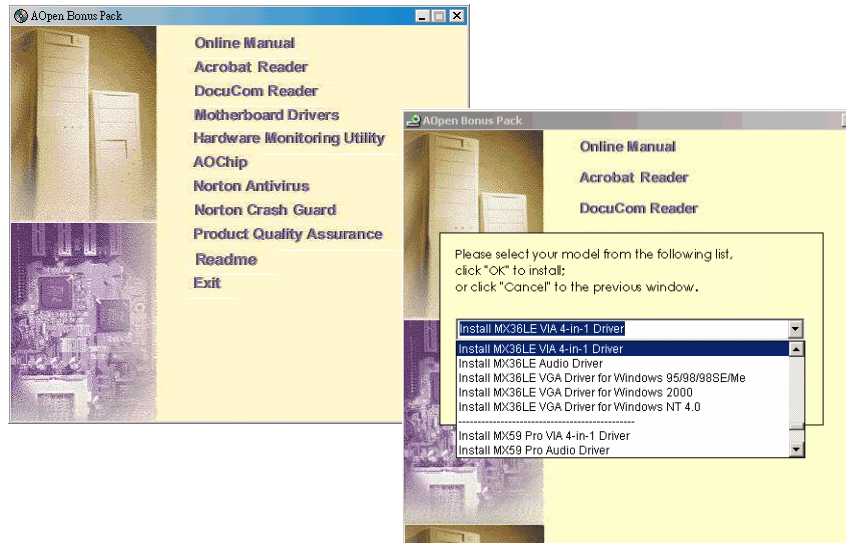 AOpen Bonus Pack
Online Manual
Acrobat Reader
DocuCom Reader
Motherboard Drivers
Hardware Monitoring Utility
AOChip
Norton Antivirus
Norton Crash Guard
Product Quality Assurance
Readme
Exit
AOpen Bonus Pack
Online Manual
Acrobat Reader
DocuCom Reader
Please select your model from the following list,
click "OK" to install;
or click "Cancel" to the previous window.
Install MX36LE VIA 4-in-1 Driver
Install MX36LE VIA 4-in-1 Driver
Install MX36LE Audio Driver
Install MX36LE VGA Driver for Windows 95/98/98SE/Me
Install MX36LE VGA Driver for Windows 2000
Install MX36LE VGA Driver for Windows NT 4.0
---------------------------------------------
Install MX59 Pro VIA 4-in-1 Driver
Install MX59 Pro Audio Driver